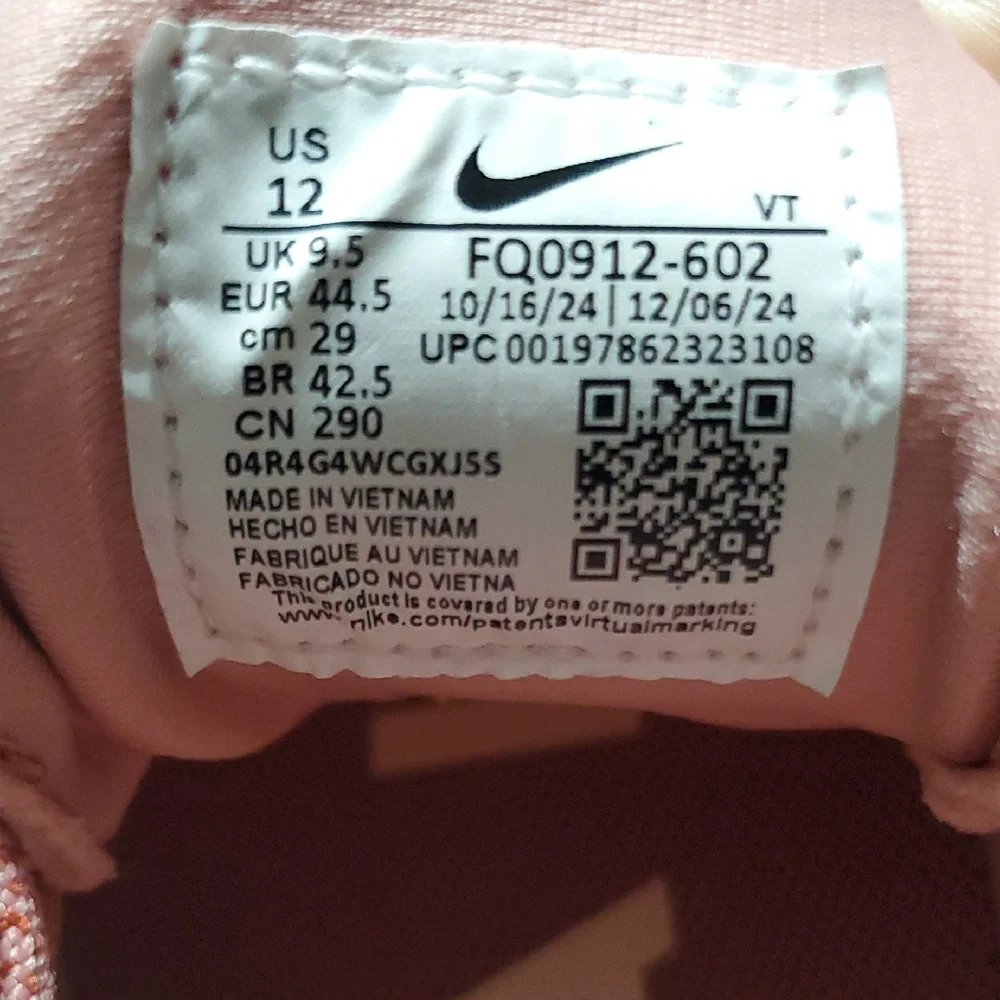 US
12
VT
UK 9.5
EUR 44.5
cm 29
BR 42.5
CN 290
FQ0912-602
10/16/24 | 12/06/24
UPC 00197862323108
04R4G4WCGXJ5S
MADE IN VIETNAM
HECHO EN VIETNAM
FABRIQUE AU VIETNAM
FABRICADO NO VIETNA
This product is covered by one or more patents:
www.nike.com/patentsvirtualmarking